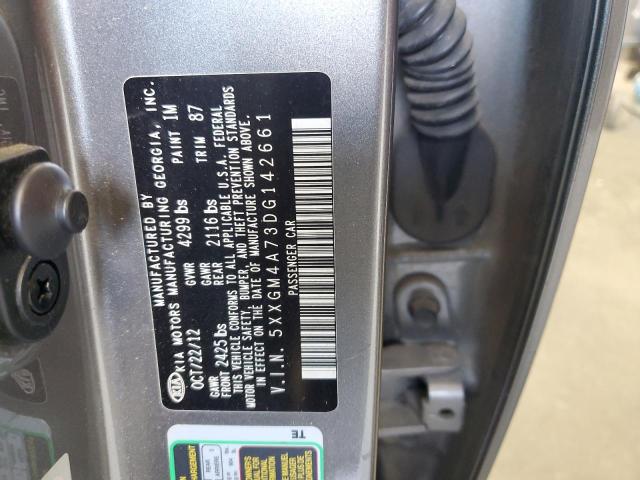 MANUFACTURED BY
KIA KIA MOTORS MANUFACTURING GEORGIA, INC.
OCT/22/12 GVWR 4299 lbs PAINT 1M
GAWR FRONT 2425 lbs GAWR REAR 2116 lbs TRIM 87
THIS VEHICLE CONFORMS TO ALL APPLICABLE U.S.A. FEDERAL
MOTOR VEHICLE SAFETY, BUMPER, AND THEFT PREVENTION STANDARDS
IN EFFECT ON THE DATE OF MANUFACTURE SHOWN ABOVE.
V.I.N. 5XXGM4A73DG142661
PASSENGER CAR
TE